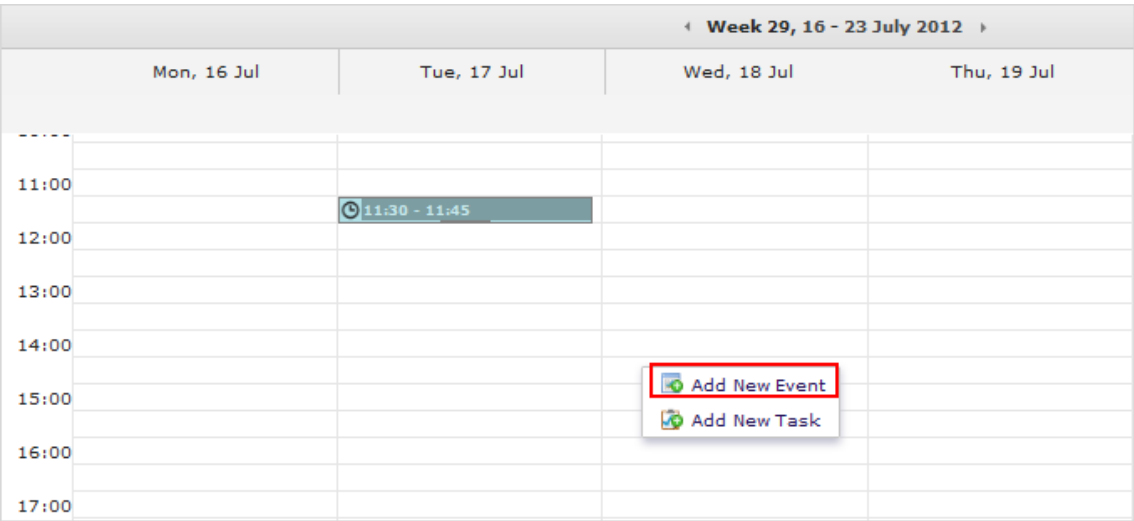 Week 29, 16 - 23 July 2012
Mon, 16 Jul Tue, 17 Jul Wed, 18 Jul Thu, 19 Jul
11:00
11:30 - 11:45
12:00
13:00
14:00
Add New Event
15:00
Add New Task
16:00
17:00